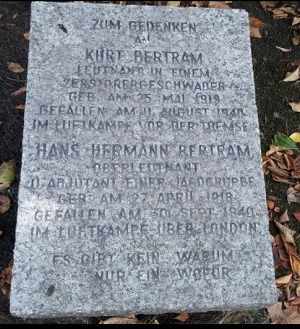 ZUM GEDENKEN
AN
KURT BERTRAM
LEUTNANT IN EINEM
ZERSTÖRERGESCHWADER
GEB. AM 25. MAI 1919
GEFALLEN AM 11. AUGUST 1940
IM LUFTKAMPF VOR DER THEMSE
HANS-HERMANN BERTRAM
OBERLEUTNANT
U. ADJUTANT EINER JAGDGRUPPE
GEB. AM 27. APRIL 1918
GEFALLEN AM 30. SEPT. 1940
IM LUFTKAMPF ÜBER LONDON
ES GIBT KEIN WARUM
NUR EIN WOFÜR